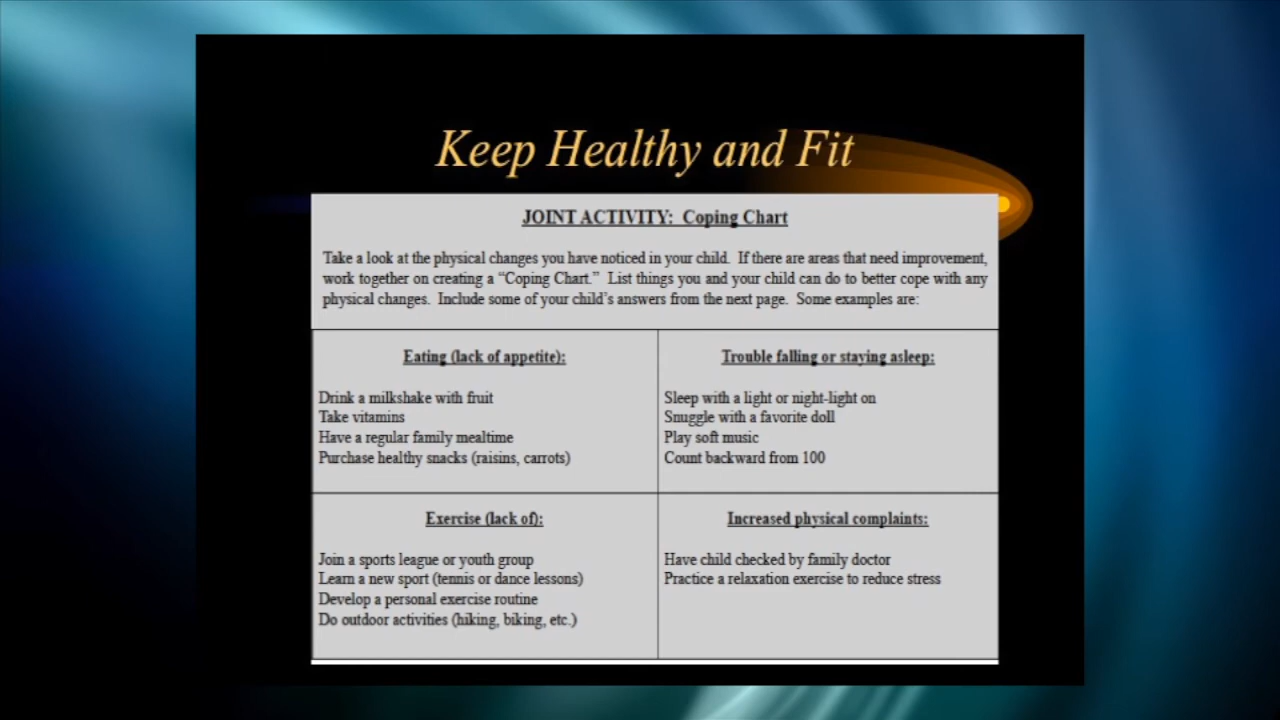 Keep Healthy and Fit
JOINT ACTIVITY: Coping Chart
Take a look at the physical changes you have noticed in your child. If there are areas that need improvement,
work together on creating a “Coping Chart.” List things you and your child can do to better cope with any
physical changes. Include some of your child’s answers from the next page. Some examples are:
Eating (lack of appetite):
Drink a milkshake with fruit
Take vitamins
Have a regular family mealtime
Purchase healthy snacks (raisins, carrots)
Trouble falling or staying asleep:
Sleep with a light or night-light on
Snuggle with a favorite doll
Play soft music
Count backward from 100
Exercise (lack of):
Join a sports league or youth group
Learn a new sport (tennis or dance lessons)
Develop a personal exercise routine
Do outdoor activities (hiking, biking, etc.)
Increased physical complaints:
Have child checked by family doctor
Practice a relaxation exercise to reduce stress